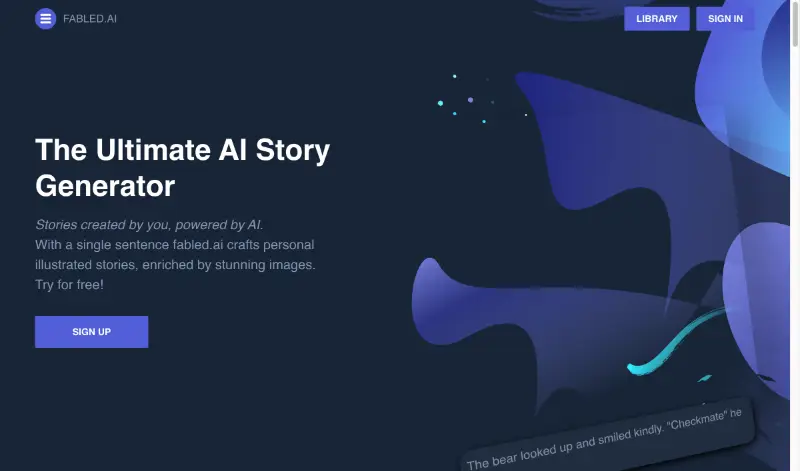 FABLED.AI
LIBRARY
SIGN IN
The Ultimate AI Story
Generator
Stories created by you, powered by AI.
With a single sentence fabled.ai crafts personal
illustrated stories, enriched by stunning images.
Try for free!
SIGN UP
The bear looked up and smiled kindly. "Checkmate" he